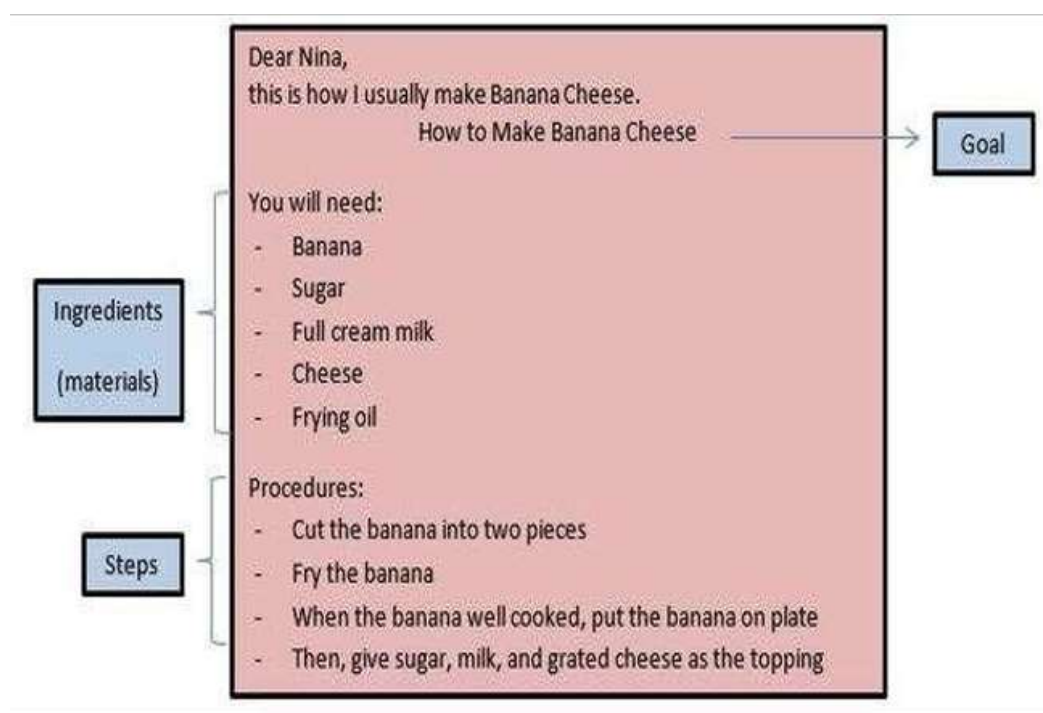 Dear Nina,
this is how I usually make Banana Cheese.
How to Make Banana Cheese
Goal
You will need:
- Banana
- Sugar
- Full cream milk
- Cheese
- Frying oil
Ingredients
(materials)
Procedures:
- Cut the banana into two pieces
- Fry the banana
- When the banana well cooked, put the banana on plate
- Then, give sugar, milk, and grated cheese as the topping
Steps